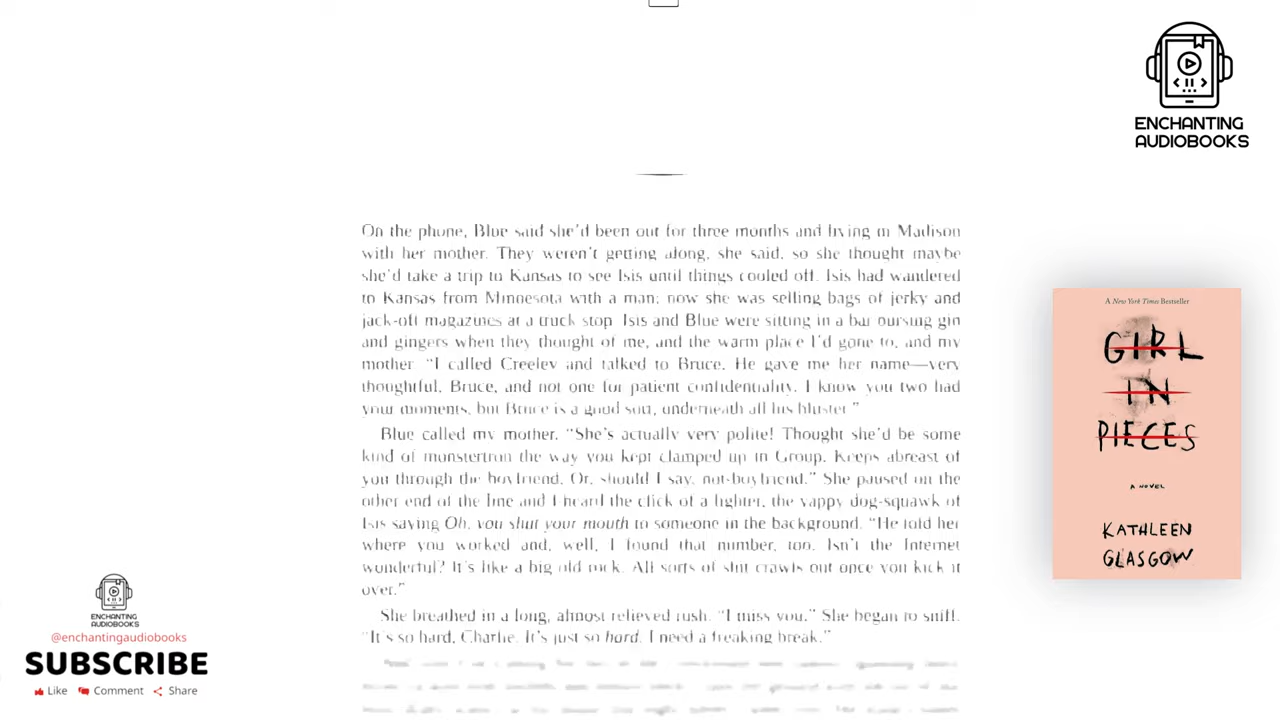 ENCHANTING
AUDIOBOOKS
On the phone, Blue said she'd been out for three months and living in Madison
with her mother. They weren't getting along, she said, so she thought maybe
she'd take a trip to Kansas to see Isis until things cooled off. Isis had wandered
to Kansas from Minnesota with a man; now she was selling bags of jerky and
jack-off magazines at a truck stop. Isis and Blue were sitting in a bar nursing gin
and gingers when they thought of me, and the warm place I'd gone to, and my
mother. “I called Creeley and talked to Bruce. He gave me her name—very
thoughtful, Bruce, and not one for patient confidentiality. I know you two had
your moments, but Bruce is a good sort, underneath all his bluster.”
Blue called my mother. “She's actually very polite! Thought she'd be some
kind of monstertron the way you kept clamped up in Group. Keeps abreast of
you through the boyfriend. Or, should I say, not-boyfriend.” She paused on the
other end of the line and I heard the click of a lighter, the yappy dog-squawk of
Isis saying Oh, you shut your mouth to someone in the background. “He told her
where you worked and, well, I found that number, too. Isn't the Internet
wonderful? It's like a big old rock. All sorts of shit crawls out once you kick it
over.”
She breathed in a long, almost relieved rush. “I miss you.” She began to sniff.
“It's so hard, Charlie. It's just so hard. I need a freaking break.”
A New York Times Bestseller
GIRL
IN
PIECES
A NOVEL
KATHLEEN
GLASGOW
ENCHANTING
AUDIOBOOKS
@enchantingaudiobooks
SUBSCRIBE
Like Comment Share